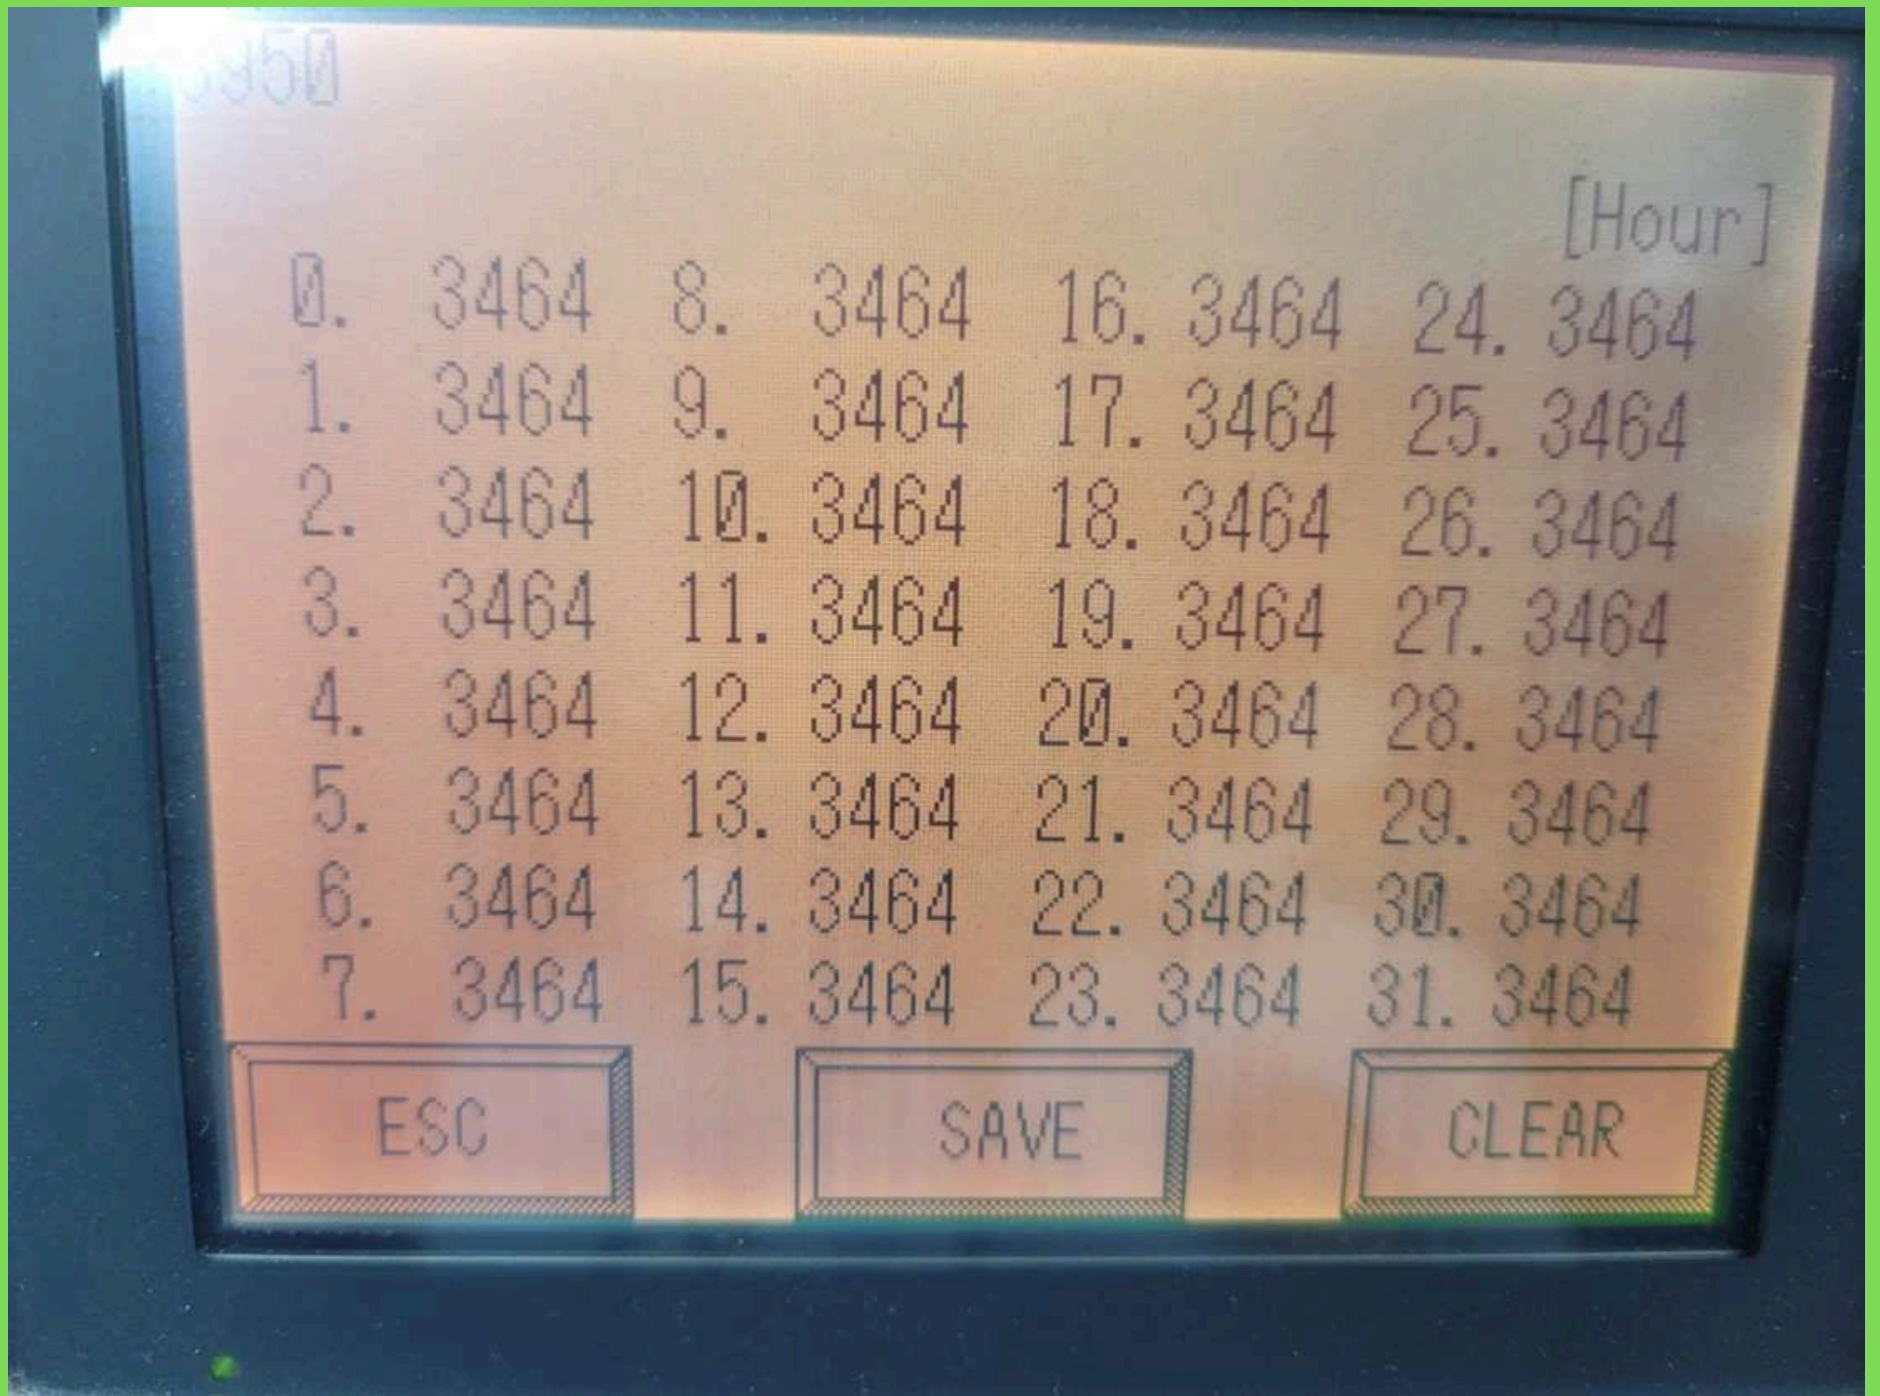 [Hour]
0. 3464 8. 3464 16. 3464 24. 3464
1. 3464 9. 3464 17. 3464 25. 3464
2. 3464 10. 3464 18. 3464 26. 3464
3. 3464 11. 3464 19. 3464 27. 3464
4. 3464 12. 3464 20. 3464 28. 3464
5. 3464 13. 3464 21. 3464 29. 3464
6. 3464 14. 3464 22. 3464 30. 3464
7. 3464 15. 3464 23. 3464 31. 3464
ESC SAVE CLEAR